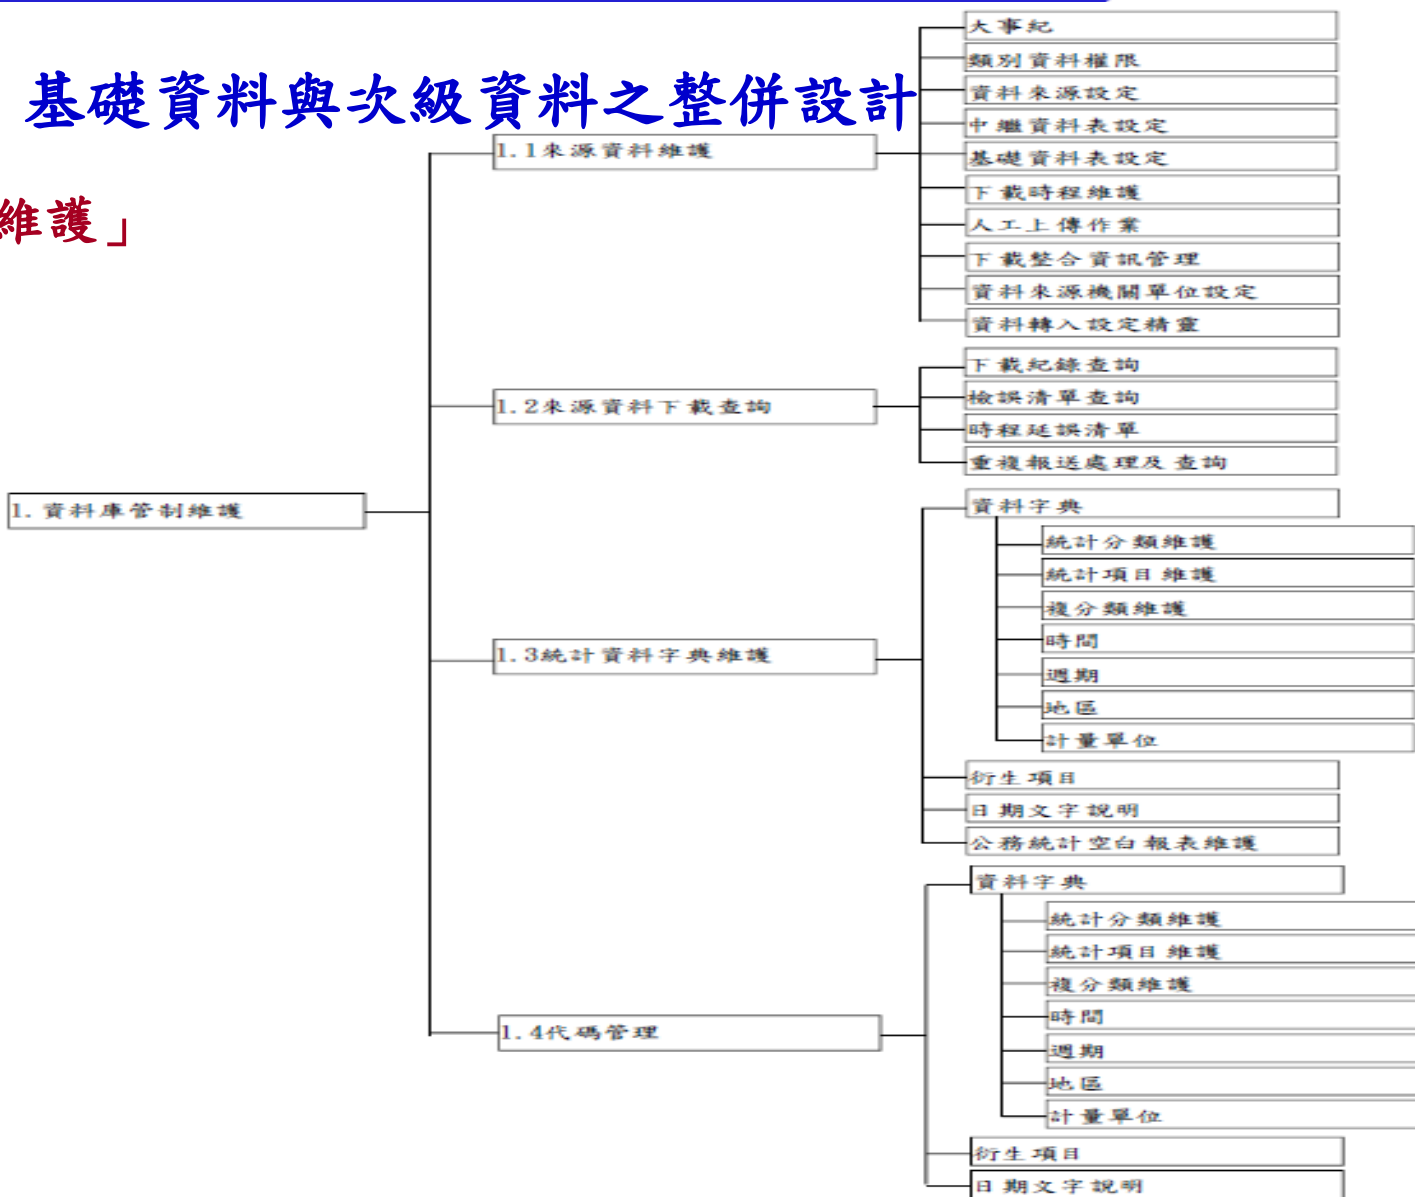 基礎資料與次級資料之整併設計
維護」
1.資料庫管制維護
1.1來源資料維護
大事紀
類別資料權限
資料來源設定
中繼資料表設定
基礎資料表設定
下載時程維護
人工上傳作業
下載整合資訊管理
資料來源機關單位設定
資料轉入設定精靈
1.2來源資料下載查詢
下載紀錄查詢
檢誤清單查詢
時程延誤清單
重複報送處理及查詢
1.3統計資料字典維護
資料字典
統計分類維護
統計項目維護
複分類維護
時間
週期
地區
計量單位
衍生項目
日期文字說明
公務統計空白報表維護
1.4代碼管理
資料字典
統計分類維護
統計項目維護
複分類維護
時間
週期
地區
計量單位
衍生項目
日期文字說明